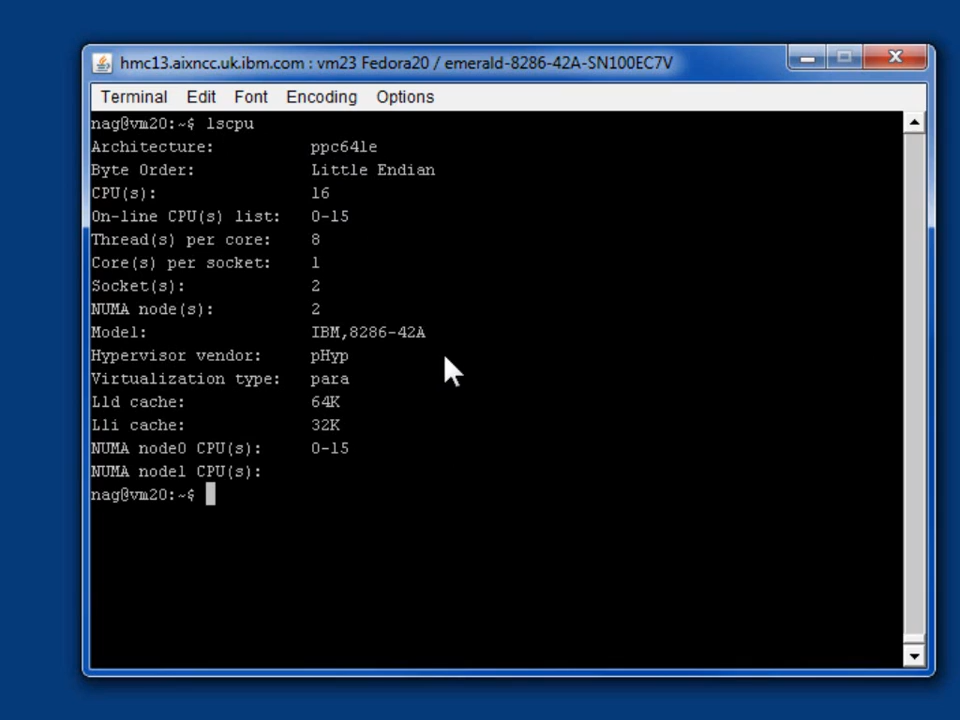 hmc13.aixncc.uk.ibm.com : vm23 Fedora20 / emerald-8286-42A-SN100EC7V
Terminal Edit Font Encoding Options
nag@vm20:~$ lscpu
Architecture: ppc64le
Byte Order: Little Endian
CPU(s): 16
On-line CPU(s) list: 0-15
Thread(s) per core: 8
Core(s) per socket: 1
Socket(s): 2
NUMA node(s): 2
Model: IBM,8286-42A
Hypervisor vendor: pHyp
Virtualization type: para
L1d cache: 64K
L1i cache: 32K
NUMA node0 CPU(s): 0-15
NUMA node1 CPU(s):
nag@vm20:~$